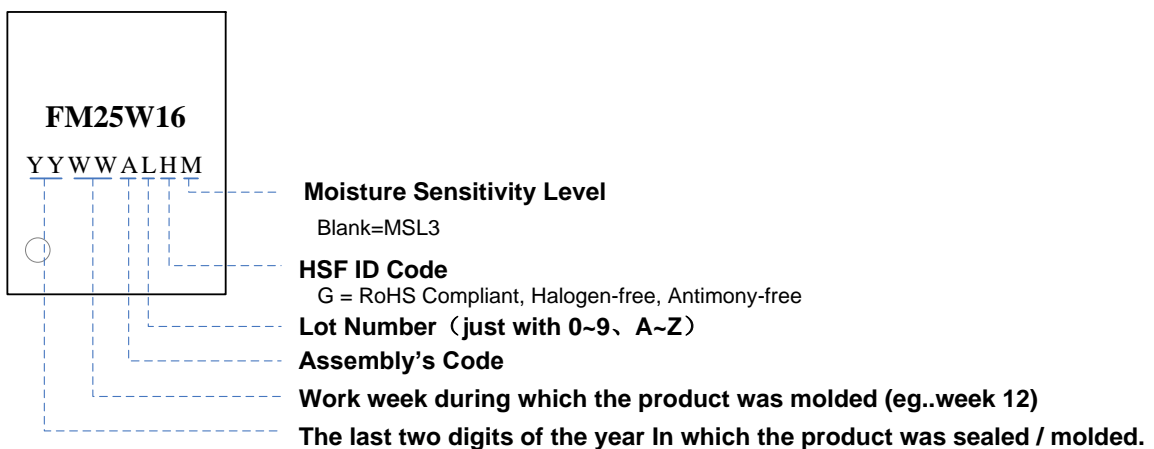 FM25W16
YYWWALHM
Moisture Sensitivity Level
Blank=MSL3
HSF ID Code
G = RoHS Compliant, Halogen-free, Antimony-free
Lot Number（just with 0~9、A~Z）
Assembly’s Code
Work week during which the product was molded (eg..week 12)
The last two digits of the year In which the product was sealed / molded.